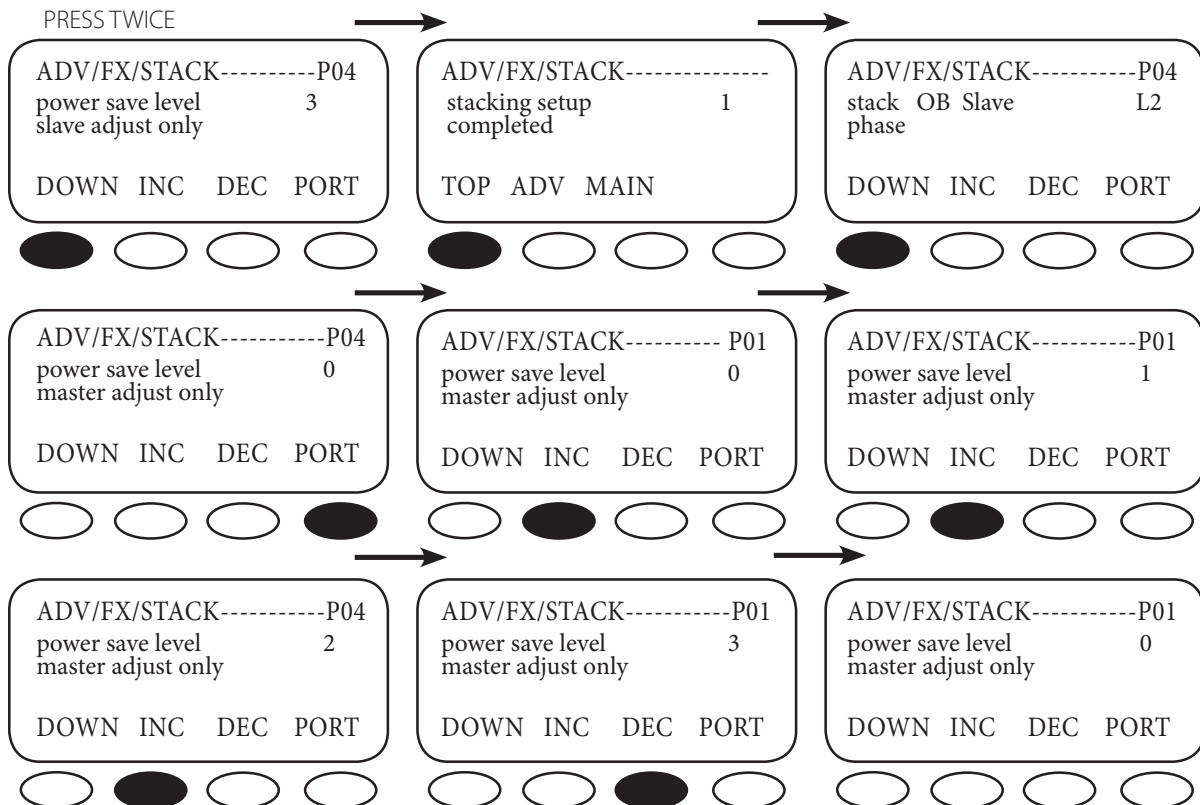 PRESS TWICE
ADV/FX/STACK----------P04
power save level 3
slave adjust only
DOWN INC DEC PORT
ADV/FX/STACK---------------
stacking setup 1
completed
TOP ADV MAIN
ADV/FX/STACK-----------P04
stack OB Slave L2
phase
DOWN INC DEC PORT
ADV/FX/STACK-----------P04
power save level 0
master adjust only
DOWN INC DEC PORT
ADV/FX/STACK---------- P01
power save level 0
master adjust only
DOWN INC DEC PORT
ADV/FX/STACK-----------P01
power save level 1
master adjust only
DOWN INC DEC PORT
ADV/FX/STACK-----------P04
power save level 2
master adjust only
DOWN INC DEC PORT
ADV/FX/STACK-----------P01
power save level 3
master adjust only
DOWN INC DEC PORT
ADV/FX/STACK-----------P01
power save level 0
master adjust only
DOWN INC DEC PORT